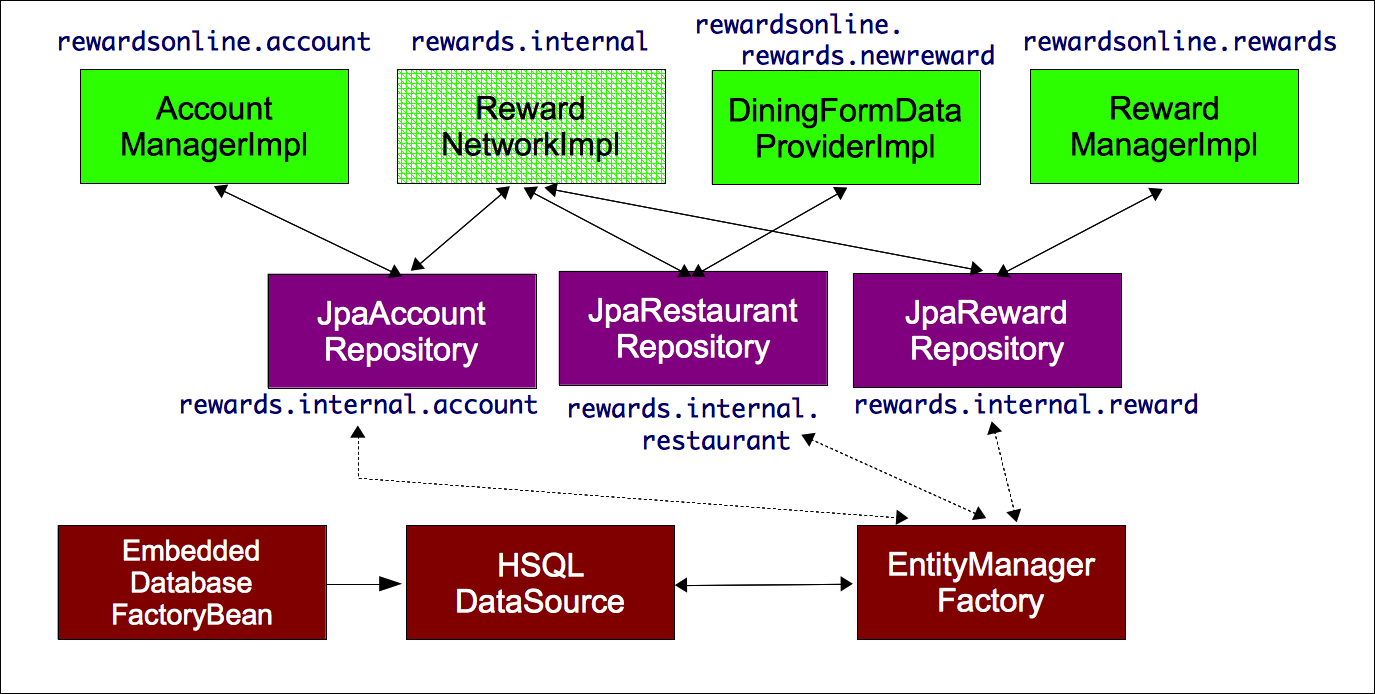 rewardsonline.account
rewards.internal
rewardsonline.
rewards.newreward
rewardsonline.rewards
Account
ManagerImpl
Reward
NetworkImpl
DiningFormData
ProviderImpl
Reward
ManagerImpl
JpaAccount
Repository
JpaRestaurant
Repository
JpaReward
Repository
rewards.internal.account
rewards.internal.
restaurant
rewards.internal.reward
Embedded
Database
FactoryBean
HSQL
DataSource
EntityManager
Factory